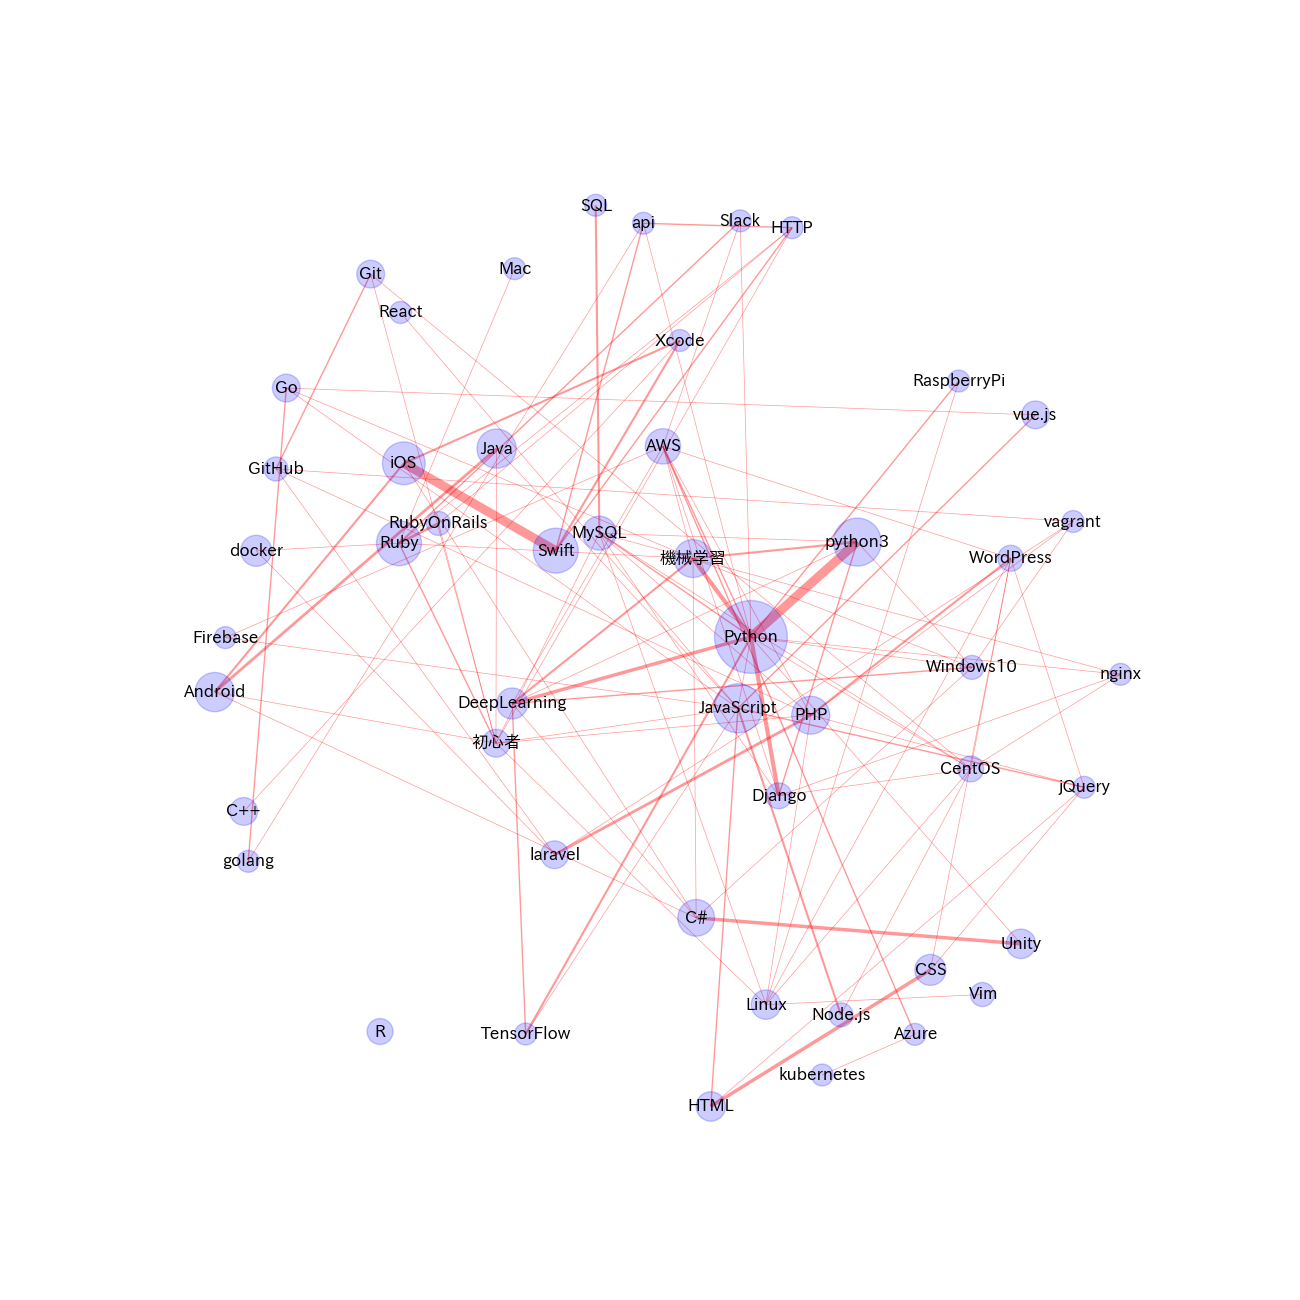 SQL
api
Slack
HTTP
Mac
Git
React
Xcode
RaspberryPi
Go
vue.js
AWS
Java
iOS
GitHub
RubyOnRails
vagrant
MySQL
python3
Ruby
docker
Swift
機械学習
WordPress
Python
Firebase
Windows10
nginx
Android
DeepLearning
JavaScript
PHP
初心者
CentOS
jQuery
Django
C++
laravel
golang
C#
Unity
CSS
Vim
Linux
Node.js
R
TensorFlow
Azure
kubernetes
HTML